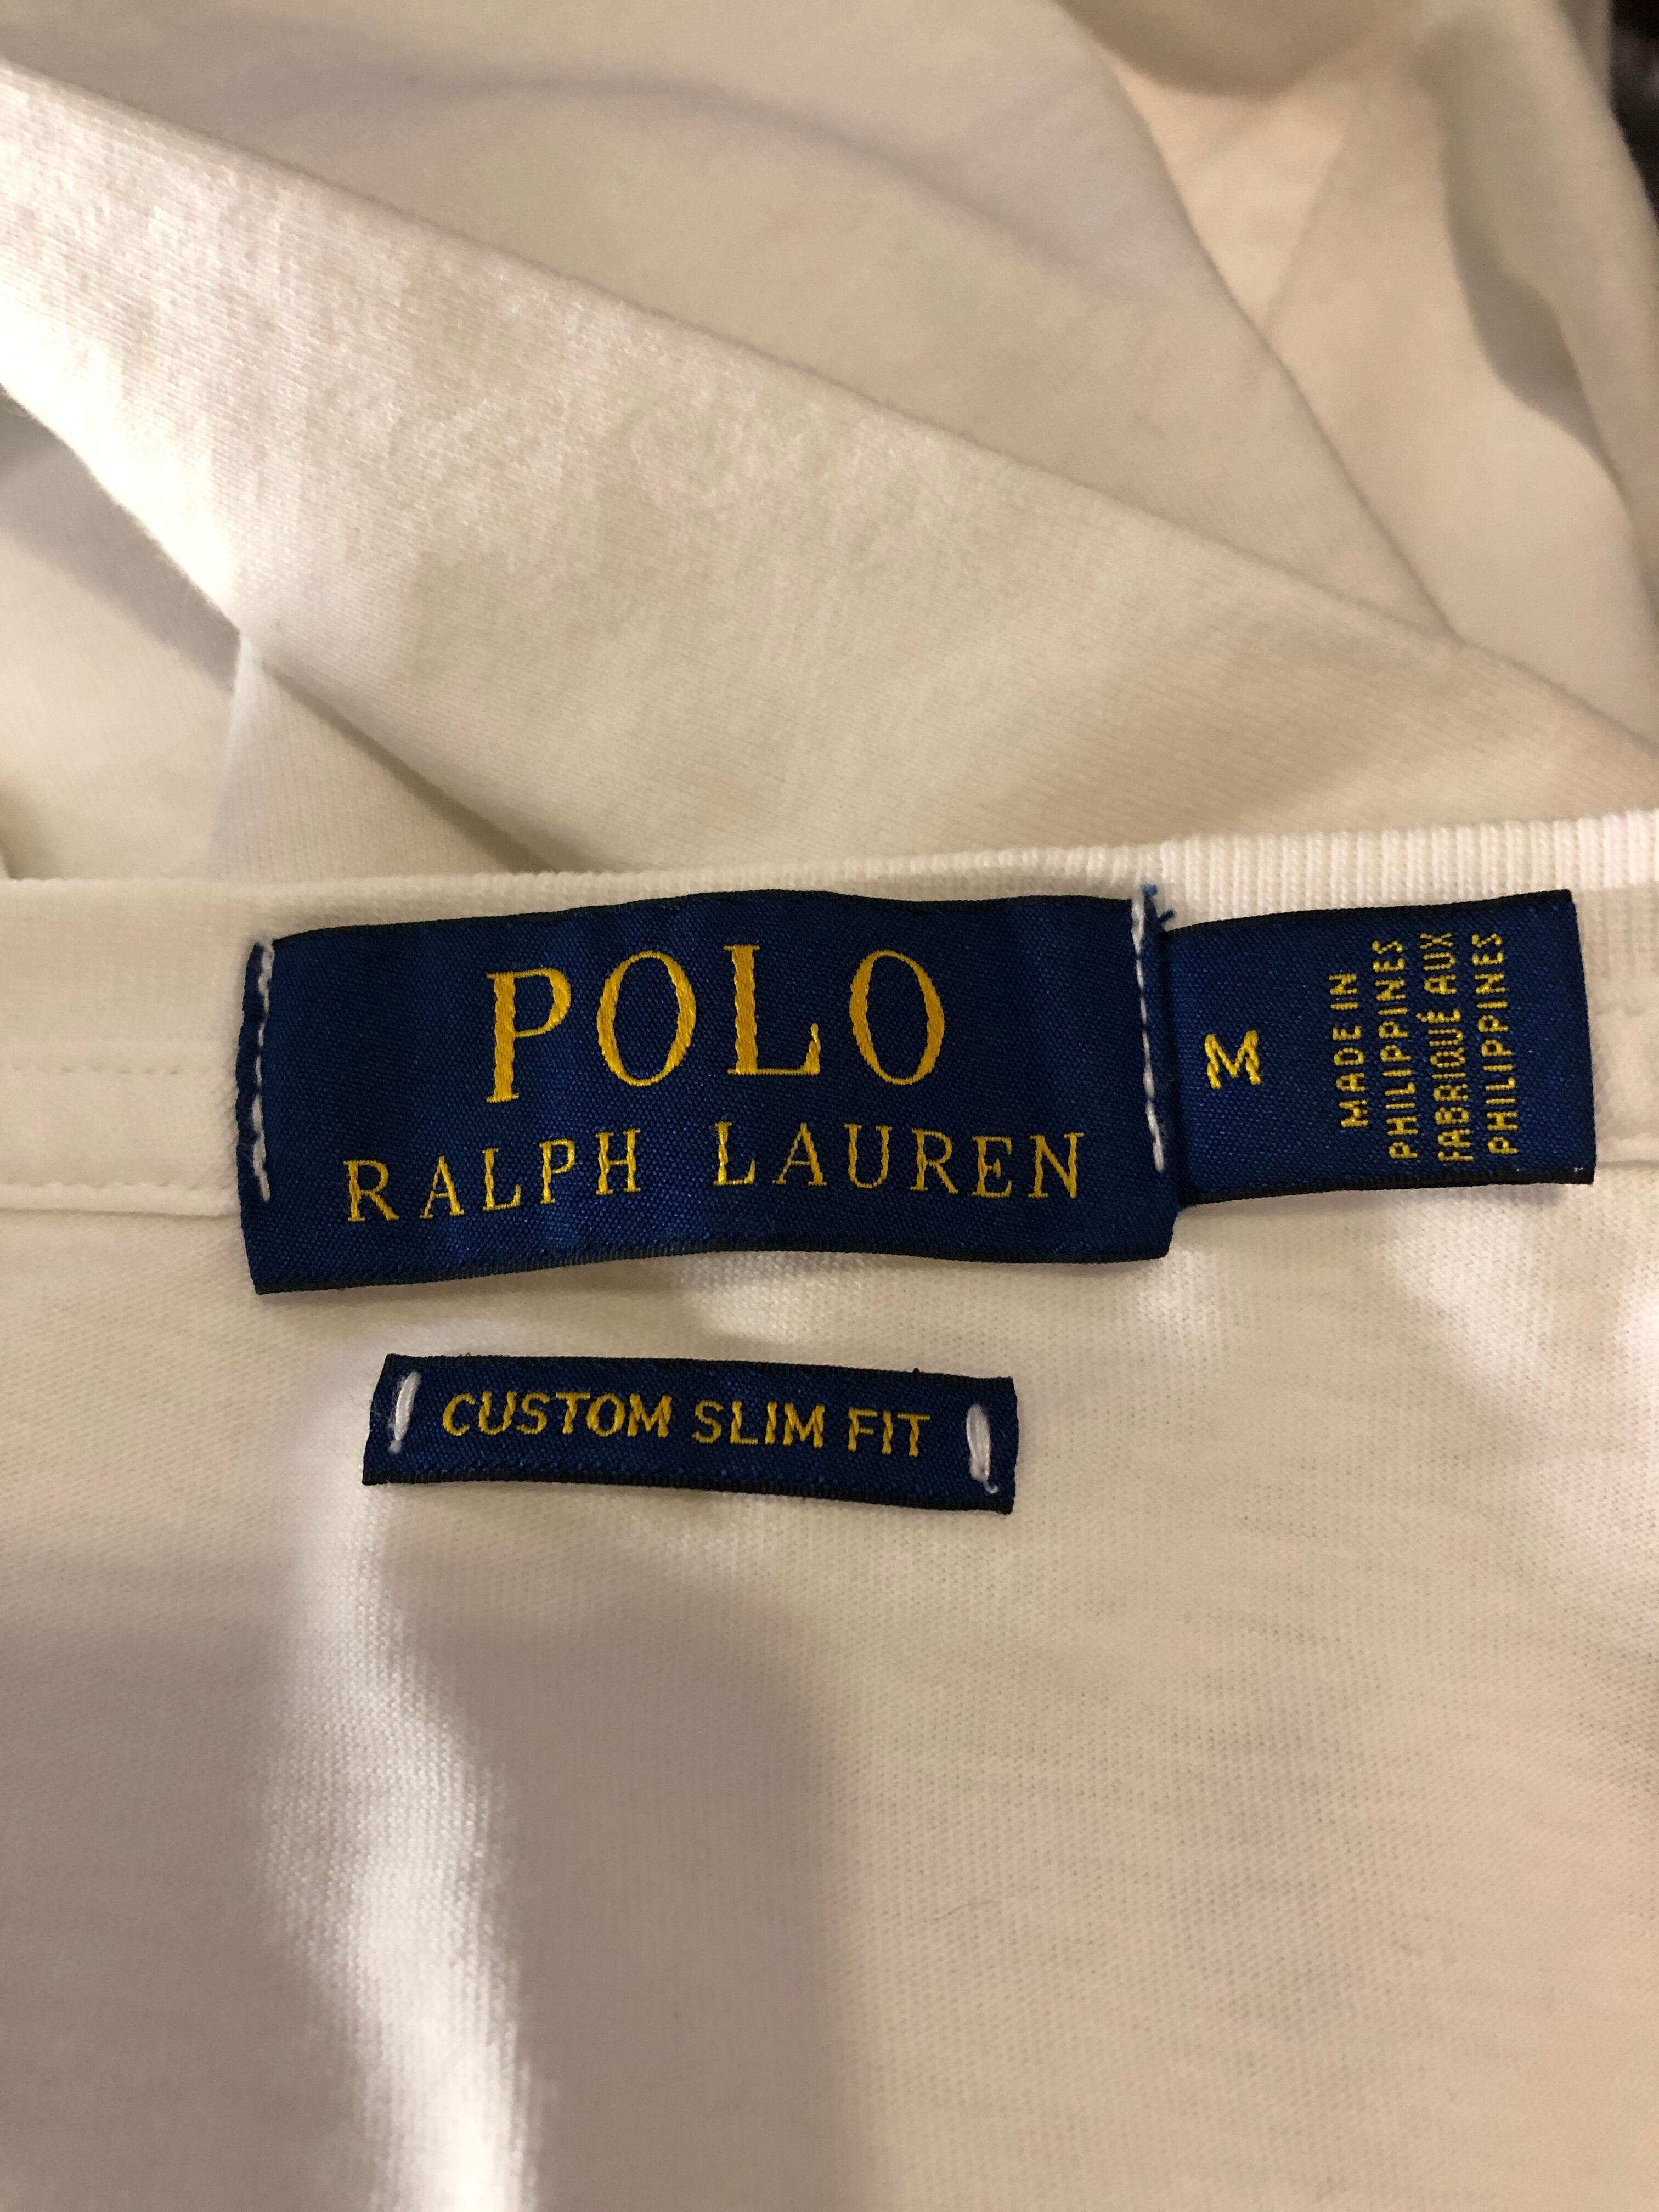 POLO
RALPH LAUREN
M
MADE IN
PHILIPPINES
FABRIQUÉ AUX
PHILIPPINES
CUSTOM SLIM FIT